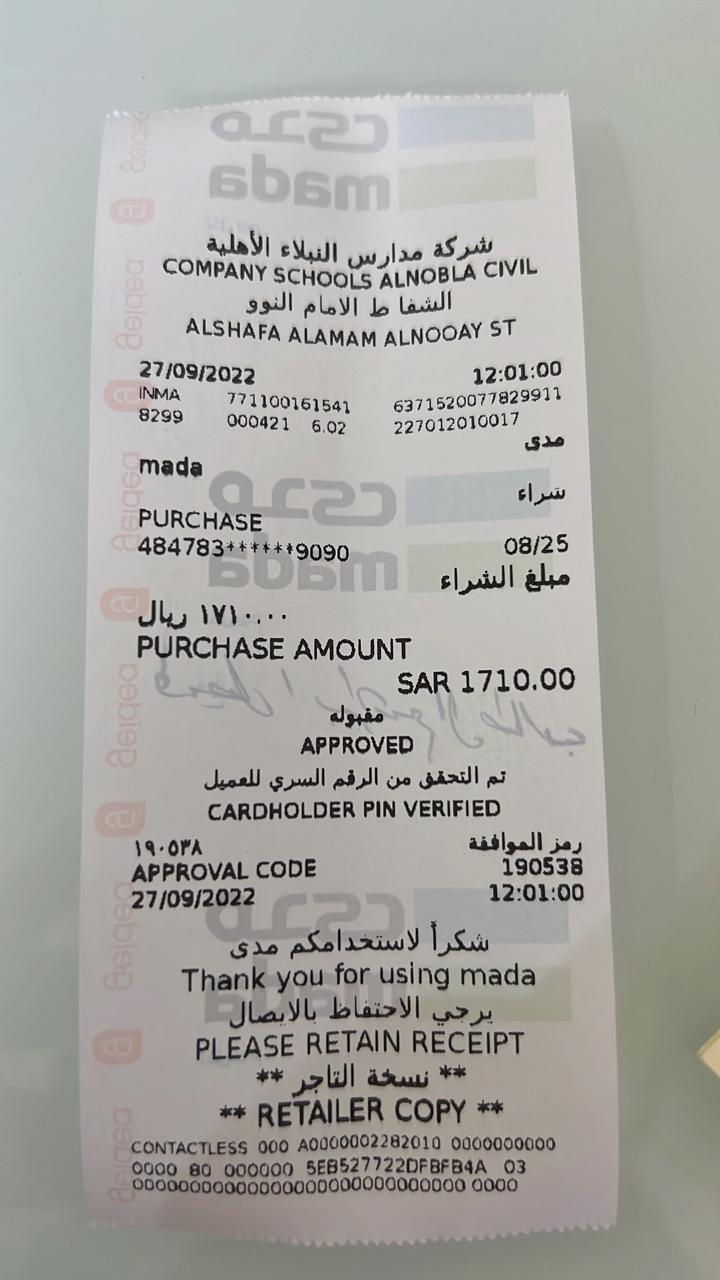 مدى
mada
شركة مدارس النبلاء الأهلية
COMPANY SCHOOLS ALNOBLA CIVIL
الشفا ط الامام النوو
ALSHAFA ALAMAM ALNOOAY ST
27/09/2022 12:01:00
INMA 771100161541 6371520077829911
8299 000421 6.02 227012010017
مدى
mada
شراء
PURCHASE
484783******9090 08/25
مبلغ الشراء
١٧١٠.٠٠ ريال
PURCHASE AMOUNT
SAR 1710.00
مقبوله
APPROVED
تم التحقق من الرقم السري للعميل
CARDHOLDER PIN VERIFIED
رمز الموافقة ١٩٠٥٣٨
APPROVAL CODE 190538
27/09/2022 12:01:00
شكراً لاستخدامكم مدى
Thank you for using mada
يرجي الاحتفاظ بالايصال
PLEASE RETAIN RECEIPT
** نسخة التاجر **
** RETAILER COPY **
CONTACTLESS 000 A0000002282010 0000000000
0000 80 000000 5EB527722DFBFB4A 03
0000000000000000000000000000000 0000